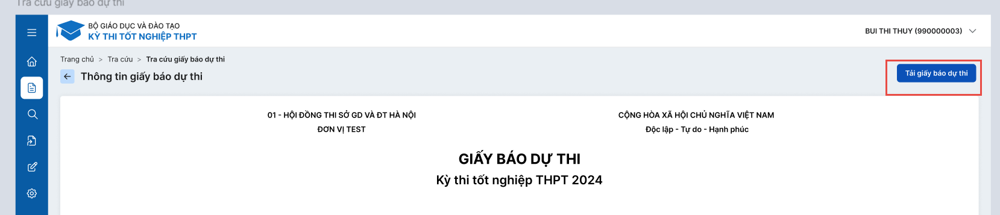 Tra cứu giấy báo dự thi
BỘ GIÁO DỤC VÀ ĐÀO TẠO
KỲ THI TỐT NGHIỆP THPT
BUI THI THUY (990000003)
Trang chủ > Tra cứu > Tra cứu giấy báo dự thi
Thông tin giấy báo dự thi
Tải giấy báo dự thi
01 - HỘI ĐỒNG THI SỞ GD VÀ ĐT HÀ NỘI
ĐƠN VỊ TEST
CỘNG HÒA XÃ HỘI CHỦ NGHĨA VIỆT NAM
Độc lập - Tự do - Hạnh phúc
GIẤY BÁO DỰ THI
Kỳ thi tốt nghiệp THPT 2024